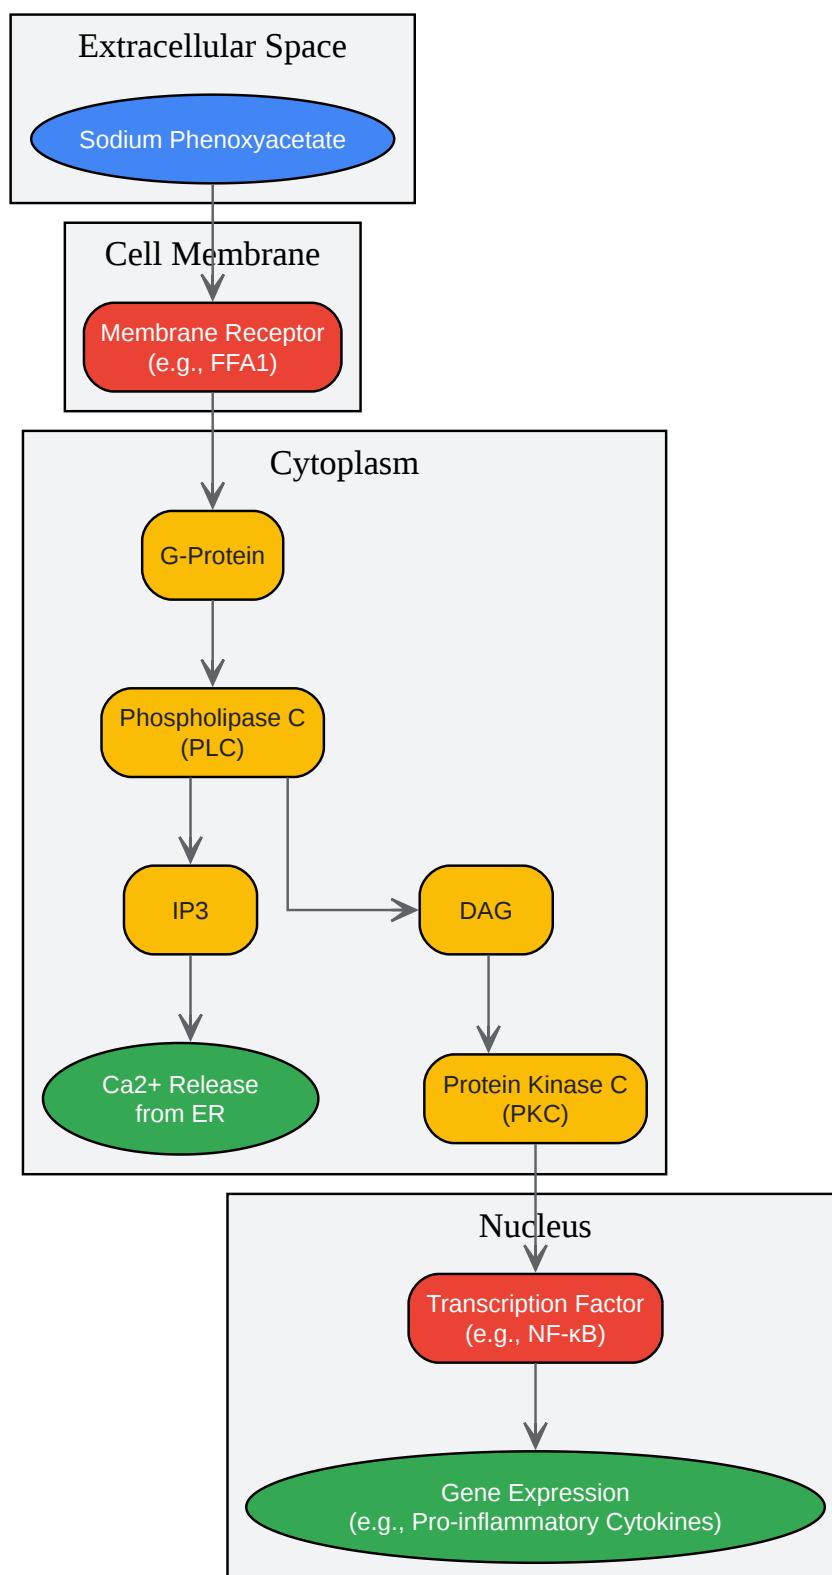 Extracellular Space
Sodium Phenoxyacetate
Cell Membrane
Membrane Receptor
(e.g., FFA1)
Cytoplasm
G-Protein
Phospholipase C
(PLC)
IP3
DAG
Ca2+ Release
from ER
Protein Kinase C
(PKC)
Nucleus
Transcription Factor
(e.g., NF-κB)
Gene Expression
(e.g., Pro-inflammatory Cytokines)